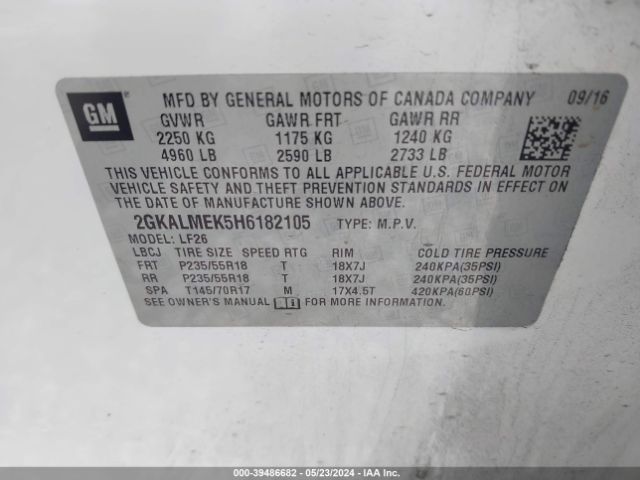 GM
MFD BY GENERAL MOTORS OF CANADA COMPANY 09/16
GVWR GAWR FRT GAWR RR
2250 KG 1175 KG 1240 KG
4960 LB 2590 LB 2733 LB
THIS VEHICLE CONFORMS TO ALL APPLICABLE U.S. FEDERAL MOTOR
VEHICLE SAFETY AND THEFT PREVENTION STANDARDS IN EFFECT ON
THE DATE OF MANUFACTURE SHOWN ABOVE.
2GKALMEK5H6182105 TYPE: M.P.V.
MODEL: LF26
LBCJ TIRE SIZE SPEED RTG RIM COLD TIRE PRESSURE
FRT P235/55R18 T 18X7J 240KPA(35PSI)
RR P235/55R18 T 18X7J 240KPA(35PSI)
SPA T145/70R17 M 17X4.5T 420KPA(60PSI)
SEE OWNER'S MANUAL FOR MORE INFORMATION.
000-39486682 - 05/23/2024 - IAA Inc.